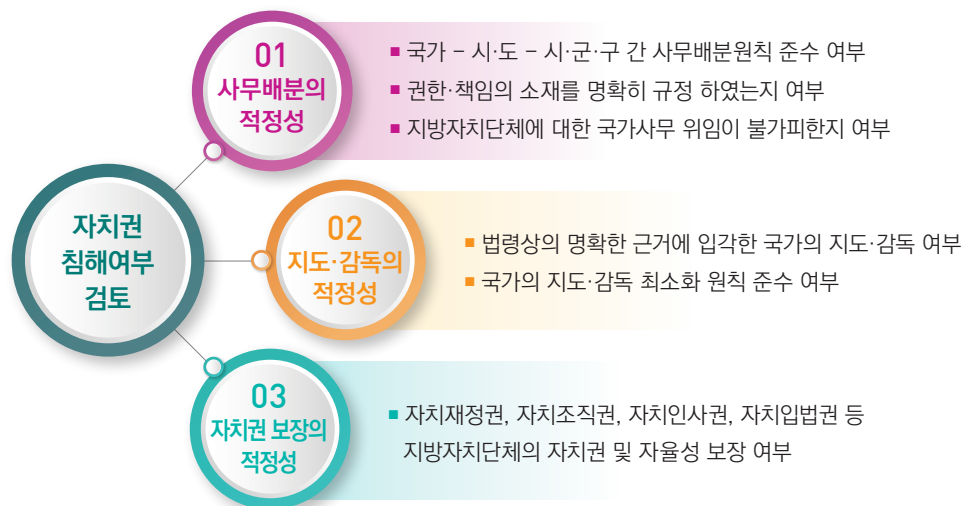 자치권
침해여부
검토
01
사무배분의
적정성
■ 국가 – 시·도 – 시·군·구 간 사무배분원칙 준수 여부
■ 권한·책임의 소재를 명확히 규정 하였는지 여부
■ 지방자치단체에 대한 국가사무 위임이 불가피한지 여부
02
지도·감독의
적정성
■ 법령상의 명확한 근거에 입각한 국가의 지도·감독 여부
■ 국가의 지도·감독 최소화 원칙 준수 여부
03
자치권 보장의
적정성
■ 자치재정권, 자치조직권, 자치인사권, 자치입법권 등
지방자치단체의 자치권 및 자율성 보장 여부